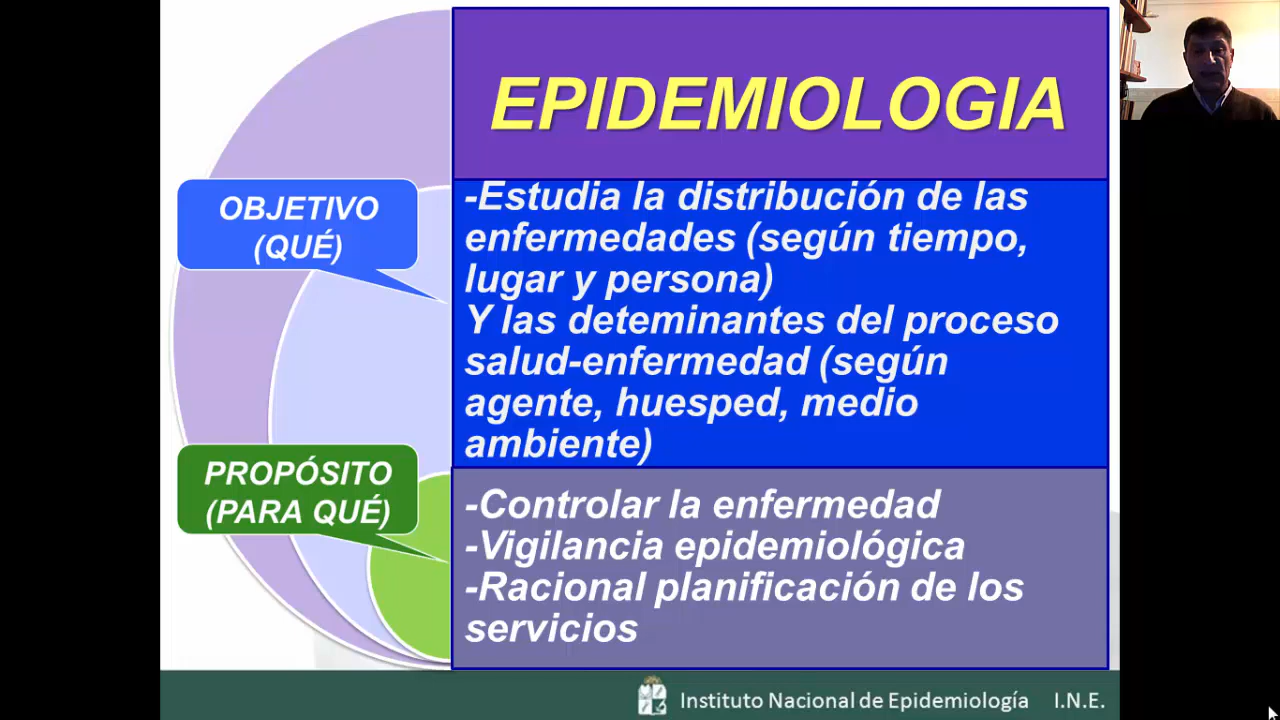 EPIDEMIOLOGIA
OBJETIVO
(QUÉ)
-Estudia la distribución de las
enfermedades (según tiempo,
lugar y persona)
Y las deteminantes del proceso
salud-enfermedad (según
agente, huesped, medio
ambiente)
PROPÓSITO
(PARA QUÉ)
-Controlar la enfermedad
-Vigilancia epidemiológica
-Racional planificación de los
servicios
Instituto Nacional de Epidemiología I.N.E.